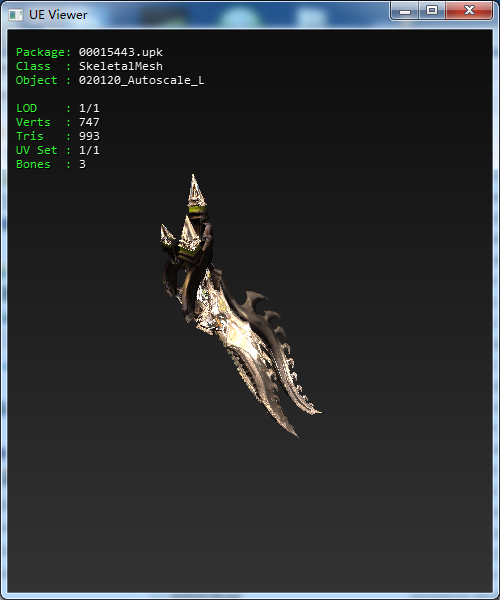 UE Viewer
Package: 00015443.upk
Class : SkeletalMesh
Object : 020120_Autoscale_L
LOD : 1/1
Verts : 747
Tris : 993
UV Set : 1/1
Bones : 3